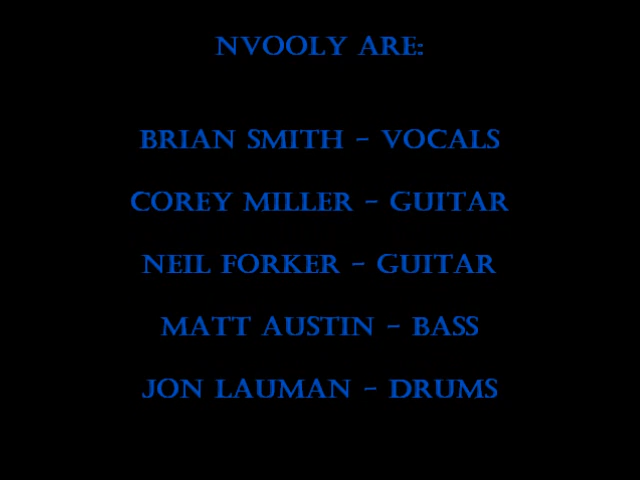 NVOOLY ARE:
BRIAN SMITH - VOCALS
COREY MILLER - GUITAR
NEIL FORKER - GUITAR
MATT AUSTIN - BASS
JON LAUMAN - DRUMS